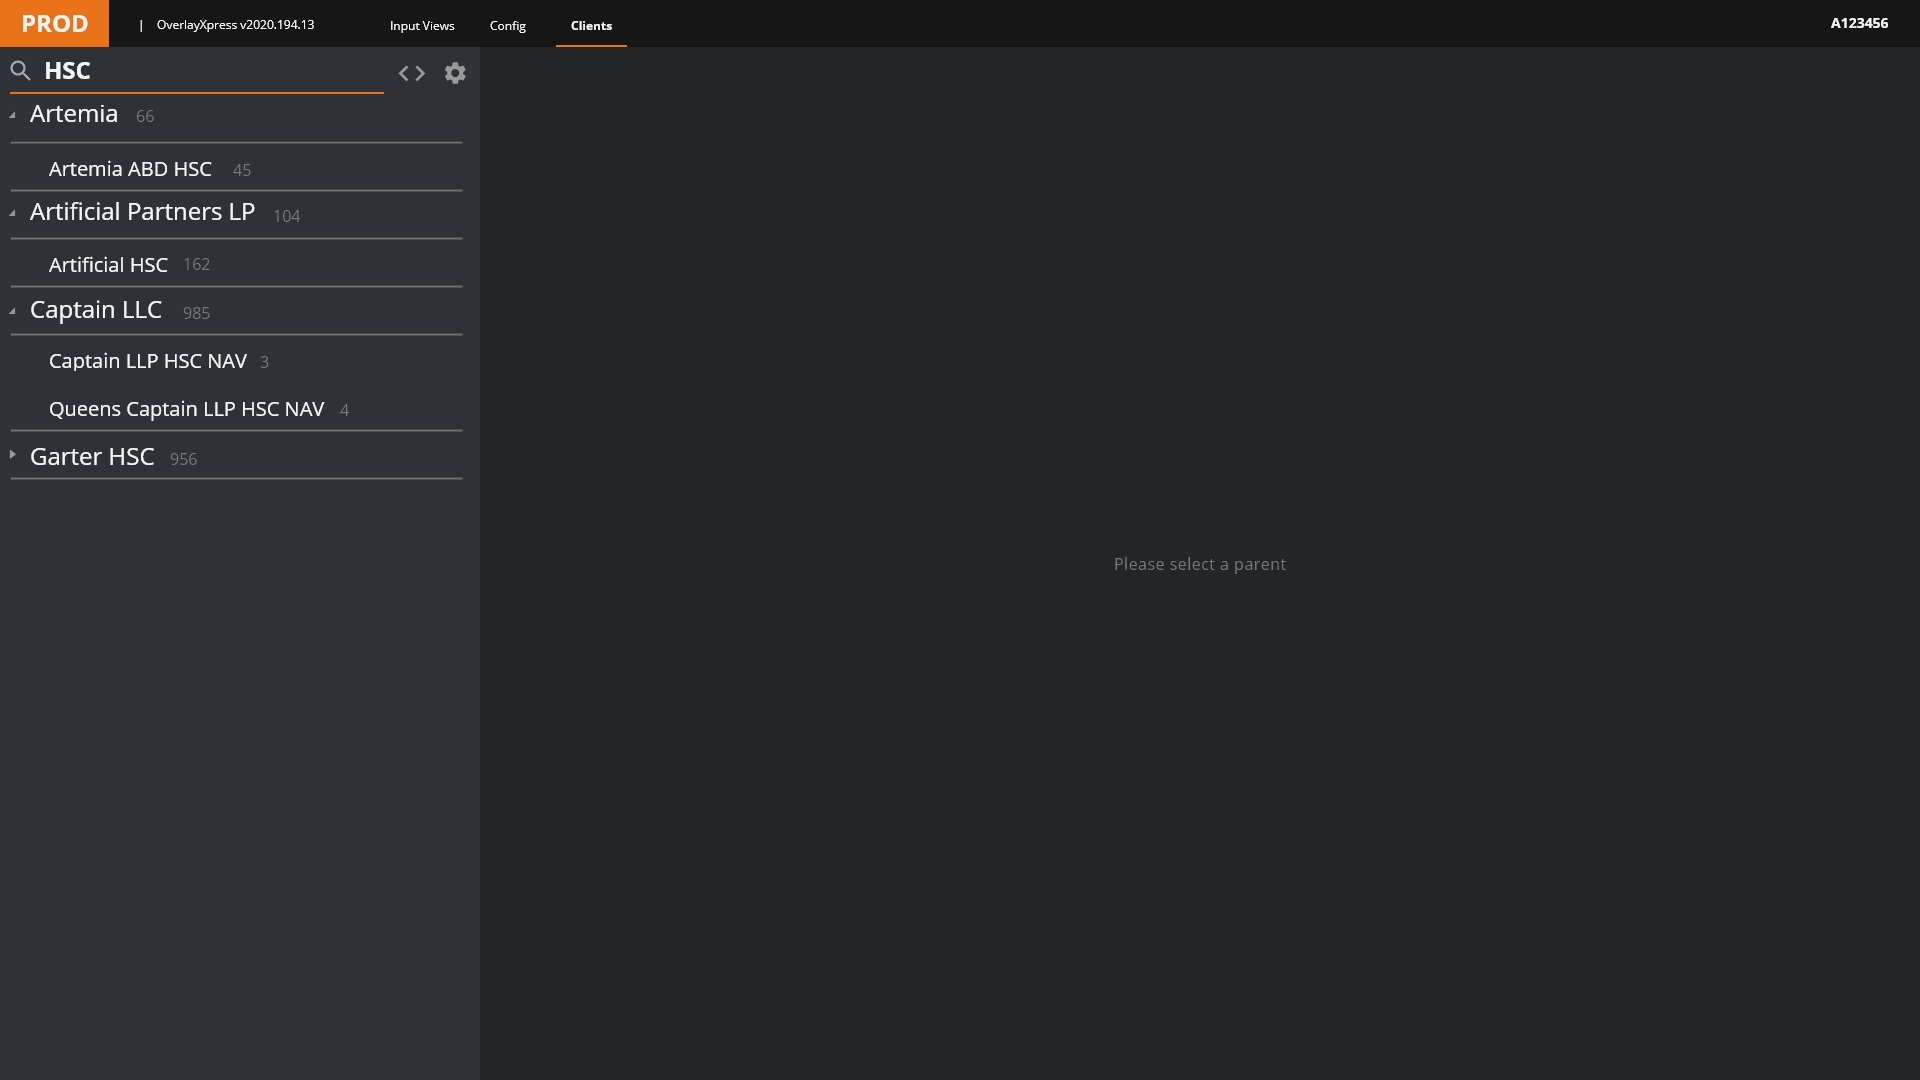 PROD | OverlayXpress v2020.194.13 Input Views Config Clients A123456
HSC
Artemia 66
Artemia ABD HSC 45
Artificial Partners LP 104
Artificial HSC 162
Captain LLC 985
Captain LLP HSC NAV 3
Queens Captain LLP HSC NAV 4
Garter HSC 956
Please select a parent